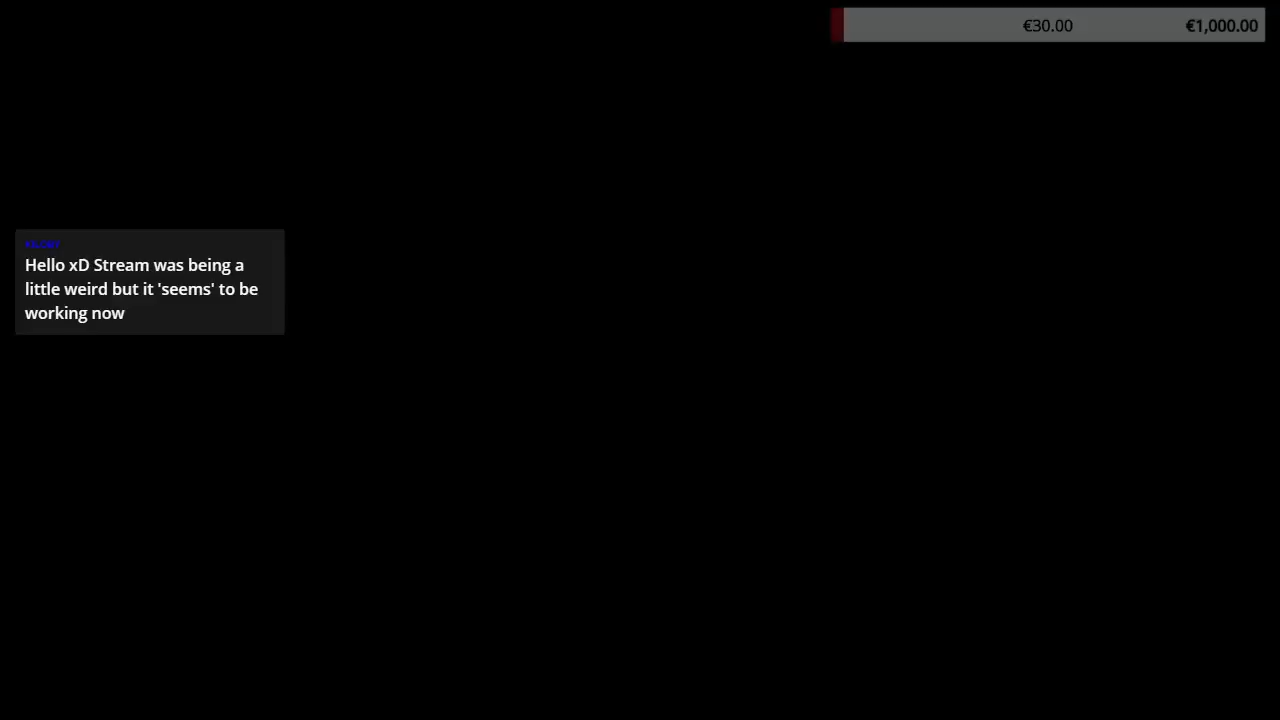 €30.00 €1,000.00
Hello xD Stream was being a
little weird but it 'seems' to be
working now